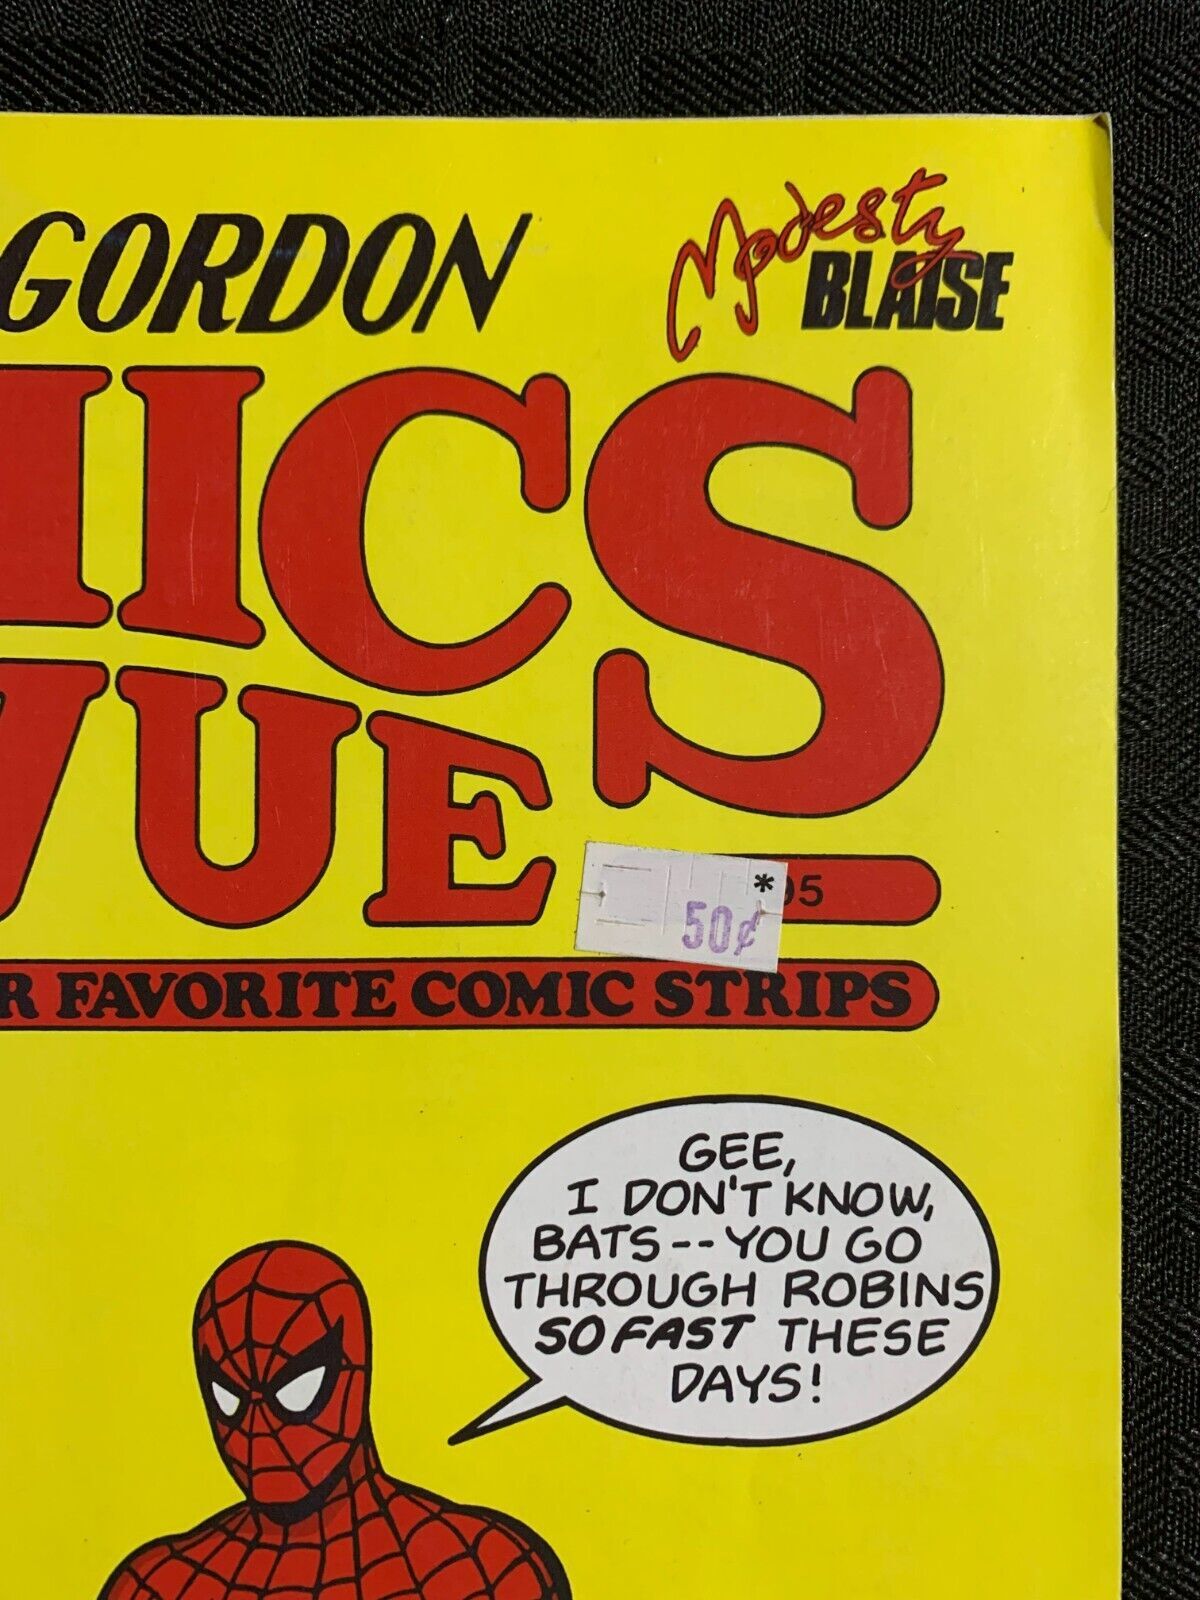 GORDON
Modesty
BLAISE
ICS
VUE
* 95
50¢
R FAVORITE COMIC STRIPS
GEE,
I DON'T KNOW,
BATS -- YOU GO
THROUGH ROBINS
SO FAST THESE
DAYS!